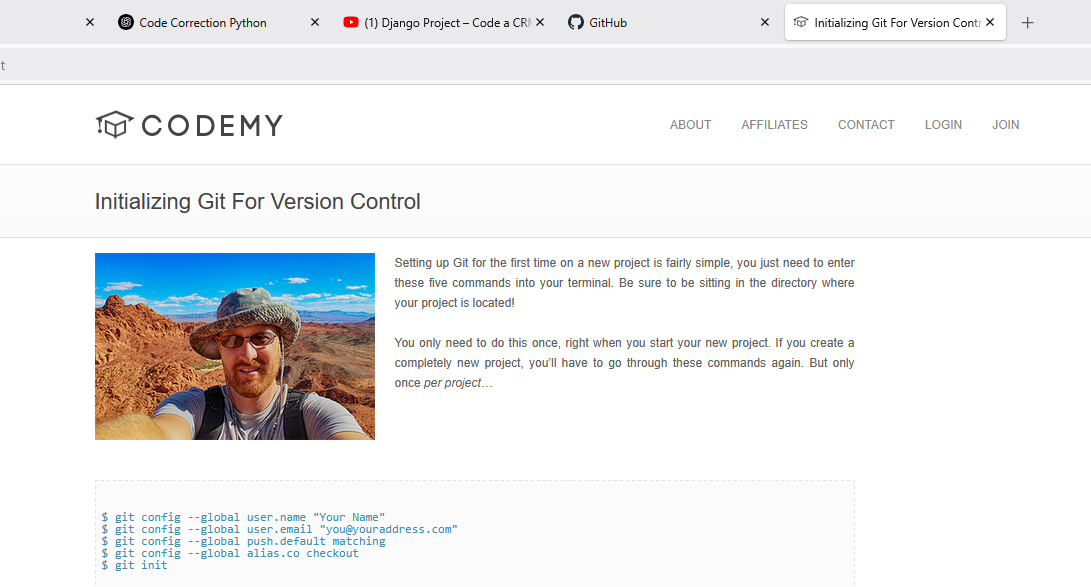 Code Correction Python
(1) Django Project – Code a CRM
GitHub
Initializing Git For Version Contr
t
CODEMY
ABOUT AFFILIATES CONTACT LOGIN JOIN
Initializing Git For Version Control
Setting up Git for the first time on a new project is fairly simple, you just need to enter
these five commands into your terminal. Be sure to be sitting in the directory where
your project is located!
You only need to do this once, right when you start your new project. If you create a
completely new project, you'll have to go through these commands again. But only
once per project…
$ git config --global user.name "Your Name"
$ git config --global user.email "you@youraddress.com"
$ git config --global push.default matching
$ git config --global alias.co checkout
$ git init